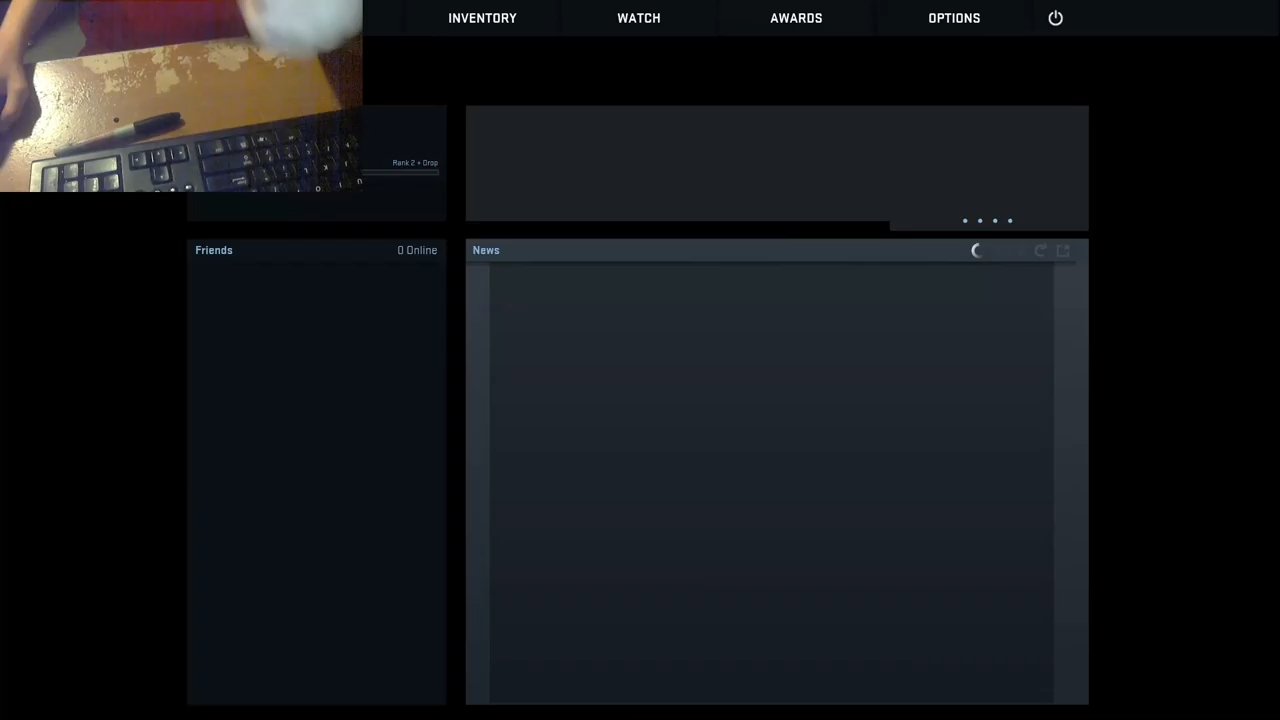 INVENTORY
WATCH
AWARDS
OPTIONS
Rank 2 + Drop
Friends
0 Online
News